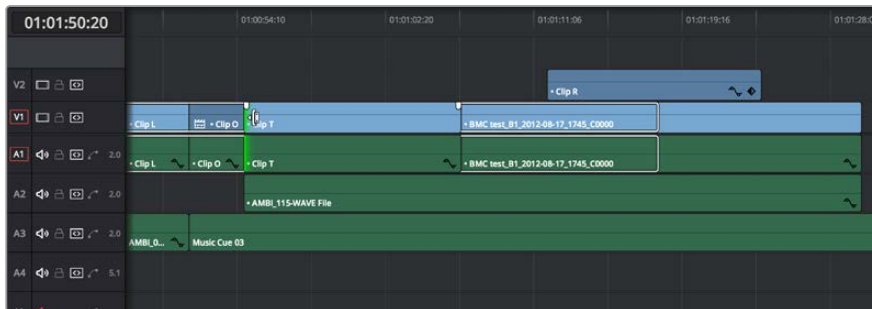 01:01:50:20
01:00:54:10 01:01:02:20 01:01:11:06 01:01:19:16
V2
• Clip R
V1
• Clip L • Clip O Clip T • BMC test_B1_2012-08-17_1745_C0000
A1 2.0
• Clip L • Clip O • Clip T • BMC test_B1_2012-08-17_1745_C0000
A2 2.0
• AMBI_115-WAVE File
A3 2.0
AMBI_0... Music Cue 03
A4 5.1